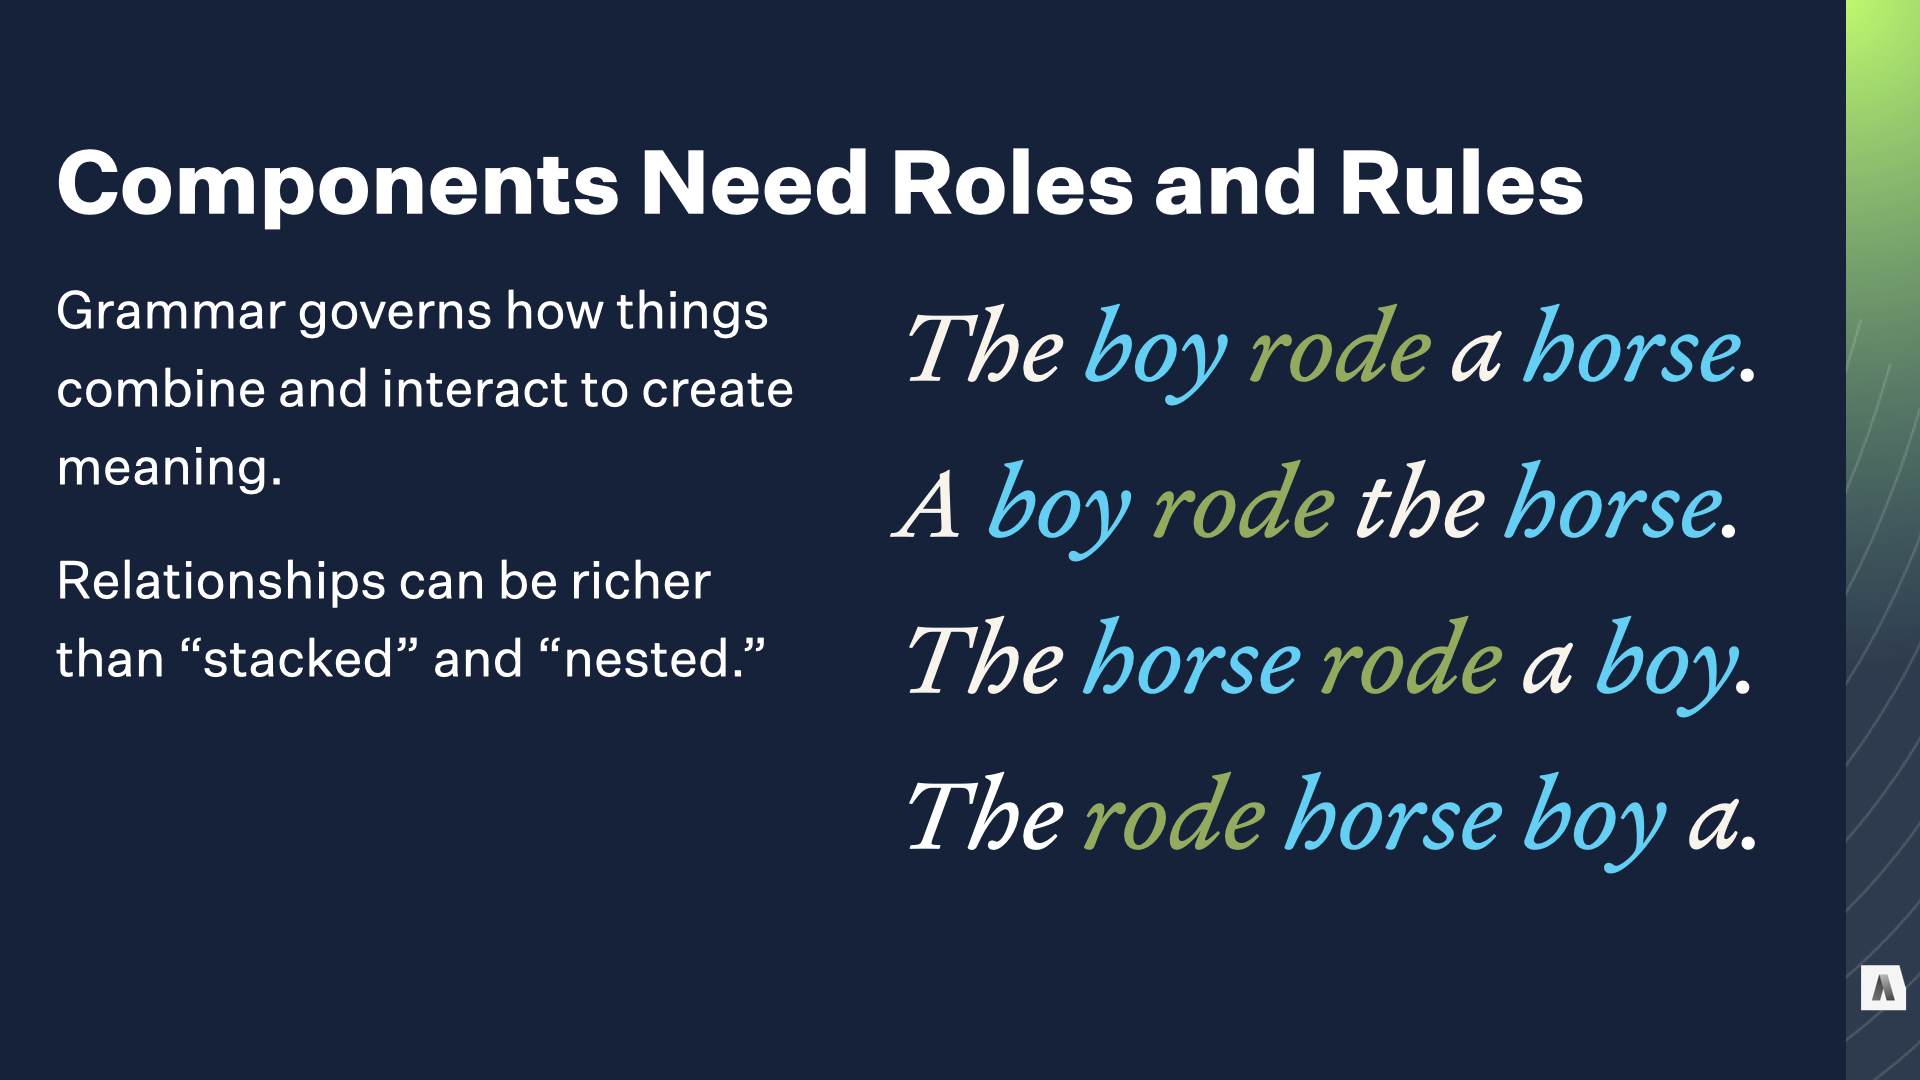 Components Need Roles and Rules
Grammar governs how things
combine and interact to create
meaning.
Relationships can be richer
than “stacked” and “nested.”
The boy rode a horse.
A boy rode the horse.
The horse rode a boy.
The rode horse boy a.